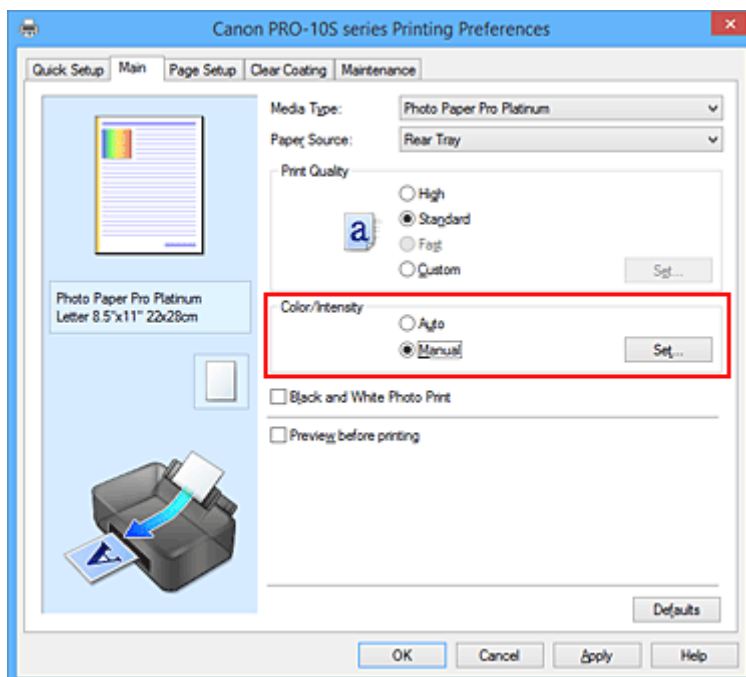 Canon PRO-10S series Printing Preferences
Quick Setup Main Page Setup Clear Coating Maintenance
Media Type: Photo Paper Pro Platinum
Paper Source: Rear Tray
Print Quality
High
Standard
Fast
Custom Set...
a
Photo Paper Pro Platinum
Letter 8.5"x11" 22x28cm
Color/Intensity
Auto
Manual Set...
Black and White Photo Print
Preview before printing
A
Defaults
OK Cancel Apply Help